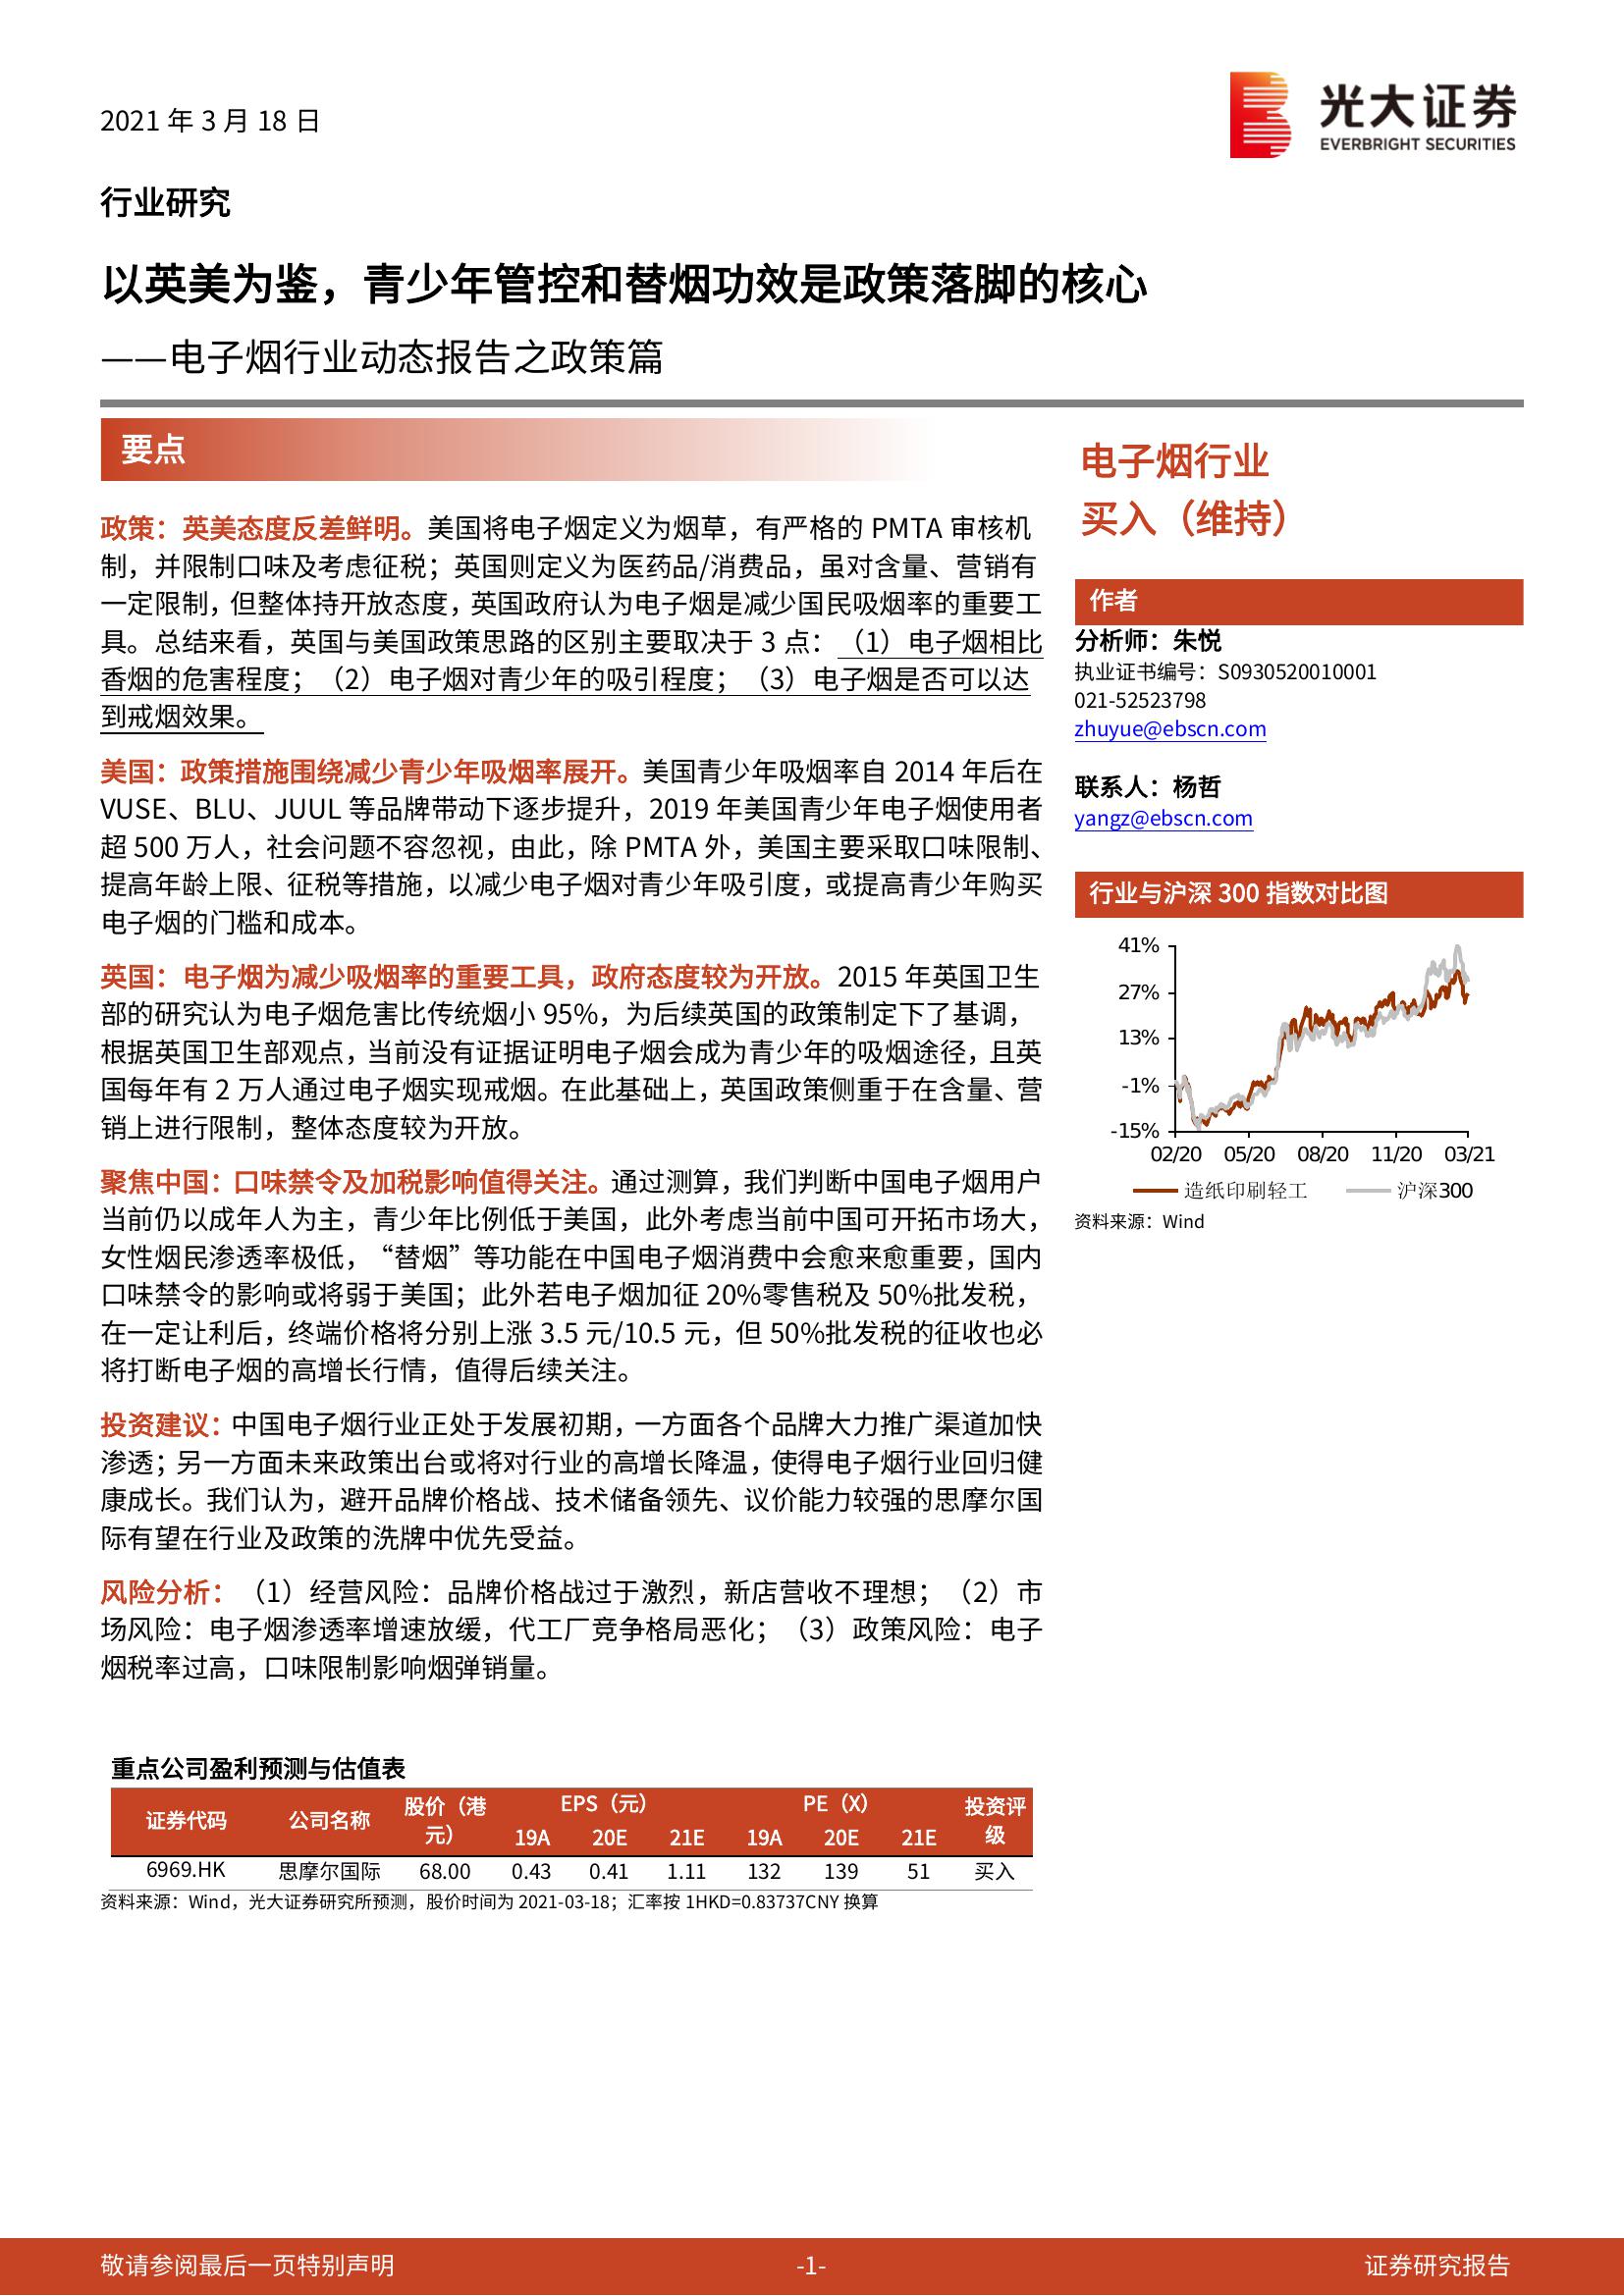 2021 年 3 月 18 日
光大证券
EVERBRIGHT SECURITIES
行业研究
以英美为鉴，青少年管控和替烟功效是政策落脚的核心
——电子烟行业动态报告之政策篇
要点
政策：英美态度反差鲜明。美国将电子烟定义为烟草，有严格的 PMTA 审核机
制，并限制口味及考虑征税；英国则定义为医药品/消费品，虽对含量、营销有
一定限制，但整体持开放态度，英国政府认为电子烟是减少国民吸烟率的重要工
具。总结来看，英国与美国政策思路的区别主要取决于 3 点：（1）电子烟相比
香烟的危害程度；（2）电子烟对青少年的吸引程度；（3）电子烟是否可以达
到戒烟效果。
美国：政策措施围绕减少青少年吸烟率展开。美国青少年吸烟率自 2014 年后在
VUSE、BLU、JUUL 等品牌带动下逐步提升，2019 年美国青少年电子烟使用者
超 500 万人，社会问题不容忽视，由此，除 PMTA 外，美国主要采取口味限制、
提高年龄上限、征税等措施，以减少电子烟对青少年吸引度，或提高青少年购买
电子烟的门槛和成本。
英国：电子烟为减少吸烟率的重要工具，政府态度较为开放。2015 年英国卫生
部的研究认为电子烟危害比传统烟小 95%，为后续英国的政策制定下了基调，
根据英国卫生部观点，当前没有证据证明电子烟会成为青少年的吸烟途径，且英
国每年有 2 万人通过电子烟实现戒烟。在此基础上，英国政策侧重于在含量、营
销上进行限制，整体态度较为开放。
聚焦中国：口味禁令及加税影响值得关注。通过测算，我们判断中国电子烟用户
当前仍以成年人为主，青少年比例低于美国，此外考虑当前中国可开拓市场大，
女性烟民渗透率极低，“替烟”等功能在中国电子烟消费中会愈来愈重要，国内
口味禁令的影响或将弱于美国；此外若电子烟加征 20%零售税及 50%批发税，
在一定让利后，终端价格将分别上涨 3.5 元/10.5 元，但 50%批发税的征收也必
将打断电子烟的高增长行情，值得后续关注。
投资建议：中国电子烟行业正处于发展初期，一方面各个品牌大力推广渠道加快
渗透；另一方面未来政策出台或将对行业的高增长降温，使得电子烟行业回归健
康成长。我们认为，避开品牌价格战、技术储备领先、议价能力较强的思摩尔国
际有望在行业及政策的洗牌中优先受益。
风险分析：（1）经营风险：品牌价格战过于激烈，新店营收不理想；（2）市
场风险：电子烟渗透率增速放缓，代工厂竞争格局恶化；（3）政策风险：电子
烟税率过高，口味限制影响烟弹销量。
重点公司盈利预测与估值表
证券代码 公司名称 股价（港元） EPS（元） PE（X） 投资评级
19A 20E 21E 19A 20E 21E
6969.HK 思摩尔国际 68.00 0.43 0.41 1.11 132 139 51 买入
资料来源：Wind，光大证券研究所预测，股价时间为 2021-03-18；汇率按 1HKD=0.83737CNY 换算
电子烟行业
买入（维持）
作者
分析师：朱悦
执业证书编号：S0930520010001
021-52523798
zhuyue@ebscn.com
联系人：杨哲
yangz@ebscn.com
行业与沪深 300 指数对比图
41%
27%
13%
-1%
-15%
02/20 05/20 08/20 11/20 03/21
造纸印刷轻工 沪深300
资料来源：Wind
敬请参阅最后一页特别声明 -1- 证券研究报告